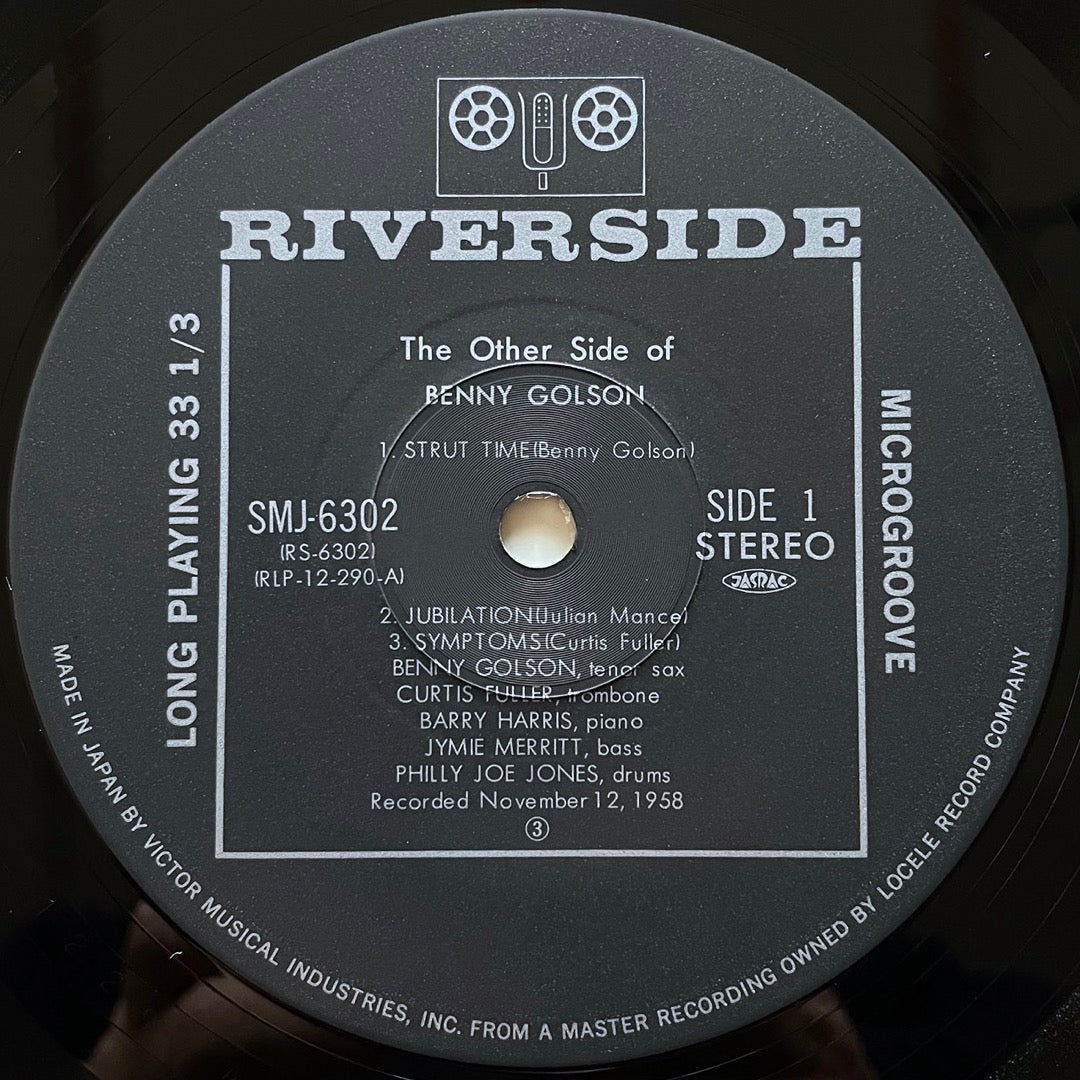 RIVERSIDE
The Other Side of
BENNY GOLSON
1. STRUT TIME(Benny Golson)
SMJ-6302
(RS-6302)
(RLP-12-290-A)
SIDE 1
STEREO
JASRAC
2. JUBILATION(Julian Mance)
3. SYMPTOMS(Curtis Fuller)
BENNY GOLSON, tenor sax
CURTIS FULLER, trombone
BARRY HARRIS, piano
JYMIE MERRITT, bass
PHILLY JOE JONES, drums
Recorded November 12, 1958
③
LONG PLAYING 33 1/3
MICROGROOVE
MADE IN JAPAN BY VICTOR MUSICAL INDUSTRIES, INC. FROM A MASTER RECORDING OWNED BY LOCELE RECORD COMPANY